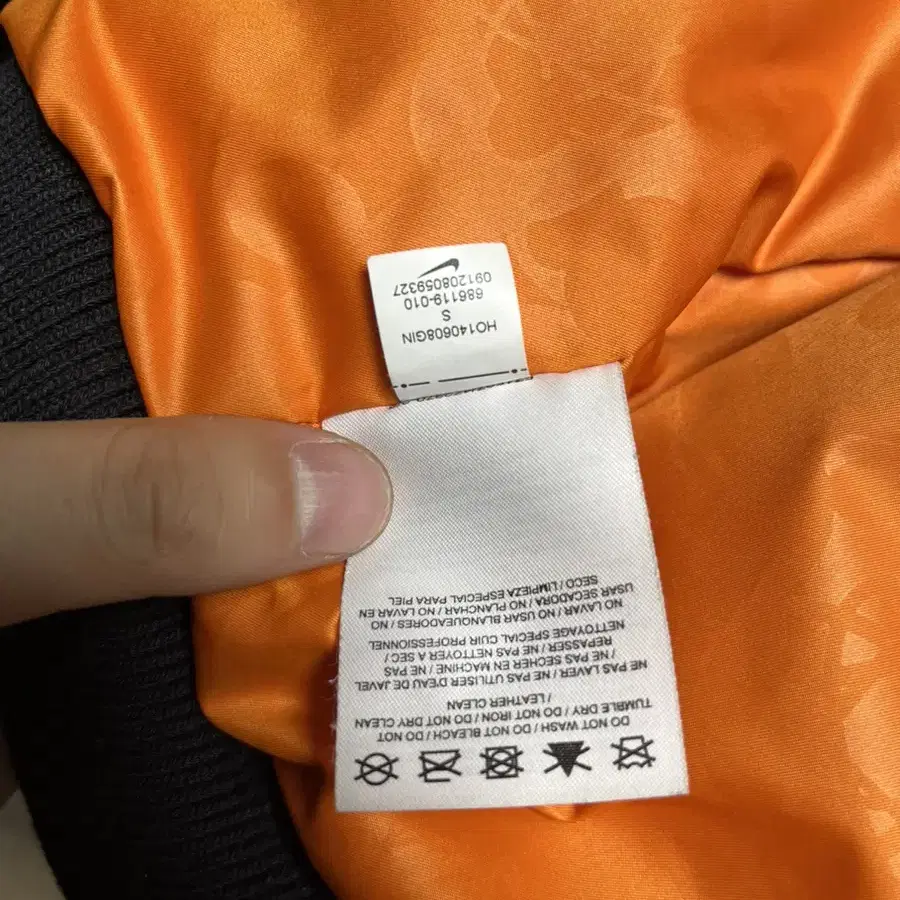 DO NOT WASH / DO NOT BLEACH / DO NOT
TUMBLE DRY / DO NOT IRON / DO NOT DRY CLEAN
/ LEATHER CLEAN
NE PAS LAVER / NE PAS UTILISER D'EAU DE JAVEL
/ NE PAS SECHER EN MACHINE / NE PAS
REPASSER / NE PAS NETTOYER A SEC /
NETTOYAGE SPECIAL CUIR PROFESSIONNEL
NO LAVAR / NO USAR BLANQUEADORES / NO
USAR SECADORA / NO PLANCHAR / NO LAVAR EN
SECO / LIMPIEZA ESPECIAL PARA PIEL
HO140608GIN
S
686119-010
091208059327